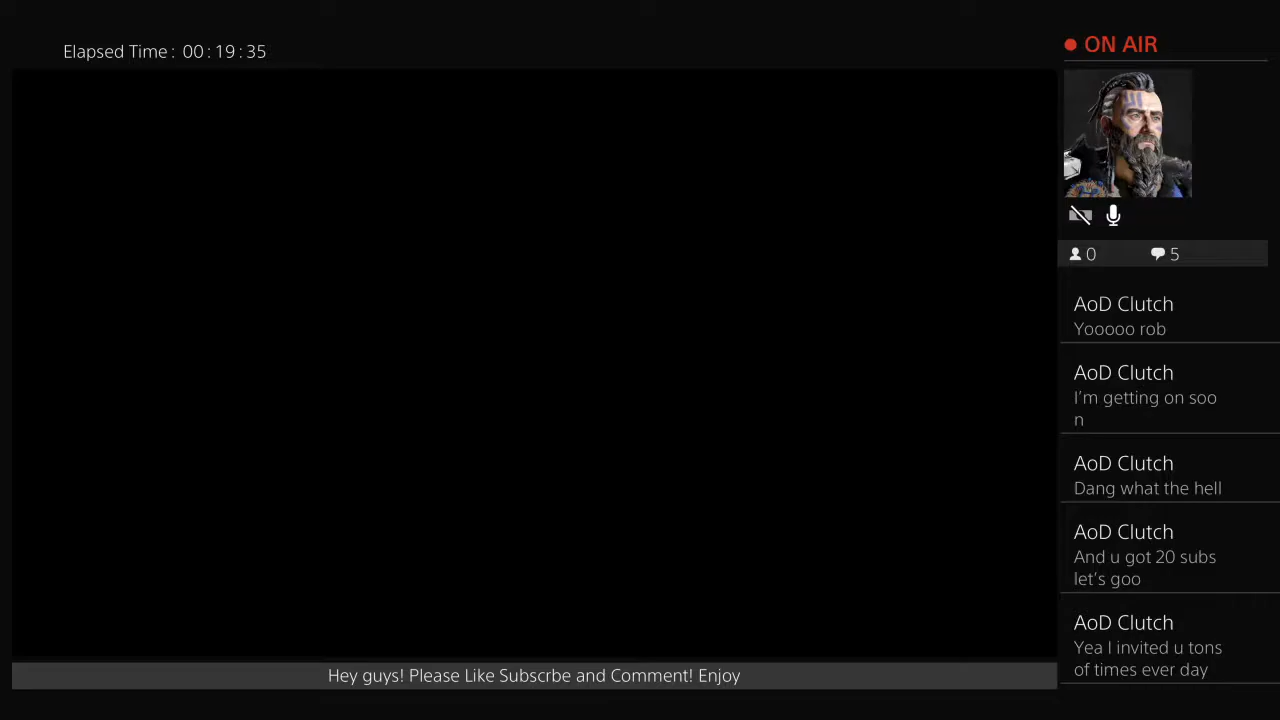 Elapsed Time : 00 : 19 : 35
ON AIR
0 5
AoD Clutch
Yooooo rob
AoD Clutch
I'm getting on soo
n
AoD Clutch
Dang what the hell
AoD Clutch
And u got 20 subs
let's goo
AoD Clutch
Yea I invited u tons
of times ever day
Hey guys! Please Like Subscrbe and Comment! Enjoy